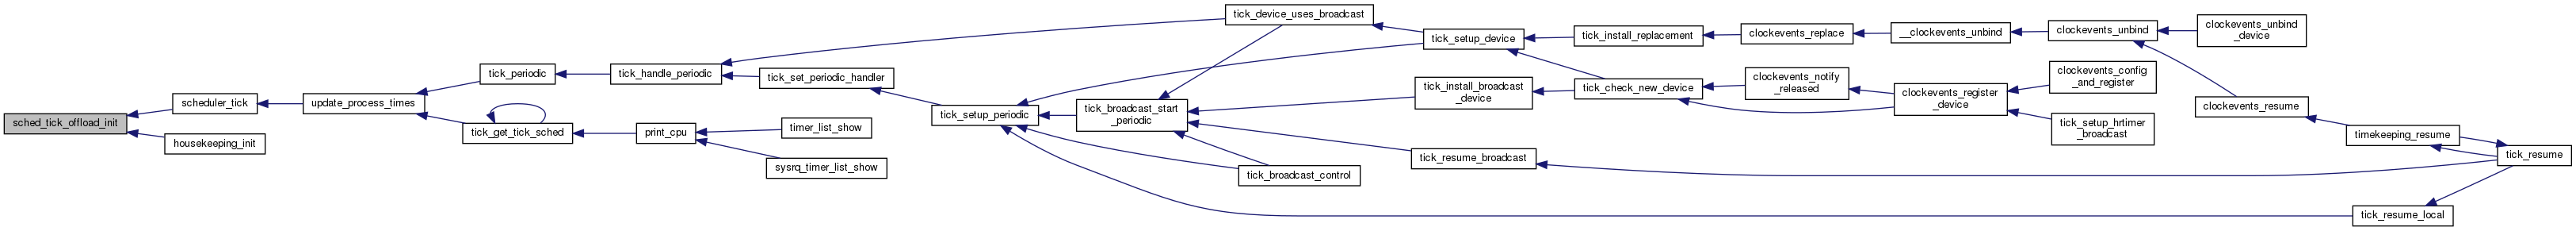 sched_tick_offload_init
scheduler_tick
housekeeping_init
update_process_times
tick_periodic
tick_get_tick_sched
tick_handle_periodic
print_cpu
tick_set_periodic_handler
timer_list_show
sysrq_timer_list_show
tick_setup_periodic
tick_broadcast_start
_periodic
tick_device_uses_broadcast
tick_broadcast_control
tick_setup_device
tick_install_broadcast
_device
tick_resume_broadcast
tick_install_replacement
tick_check_new_device
clockevents_replace
clockevents_notify
_released
__clockevents_unbind
clockevents_register
_device
clockevents_unbind
clockevents_config
_and_register
tick_setup_hrtimer
_broadcast
clockevents_unbind
_device
clockevents_resume
timekeeping_resume
tick_resume_local
tick_resume